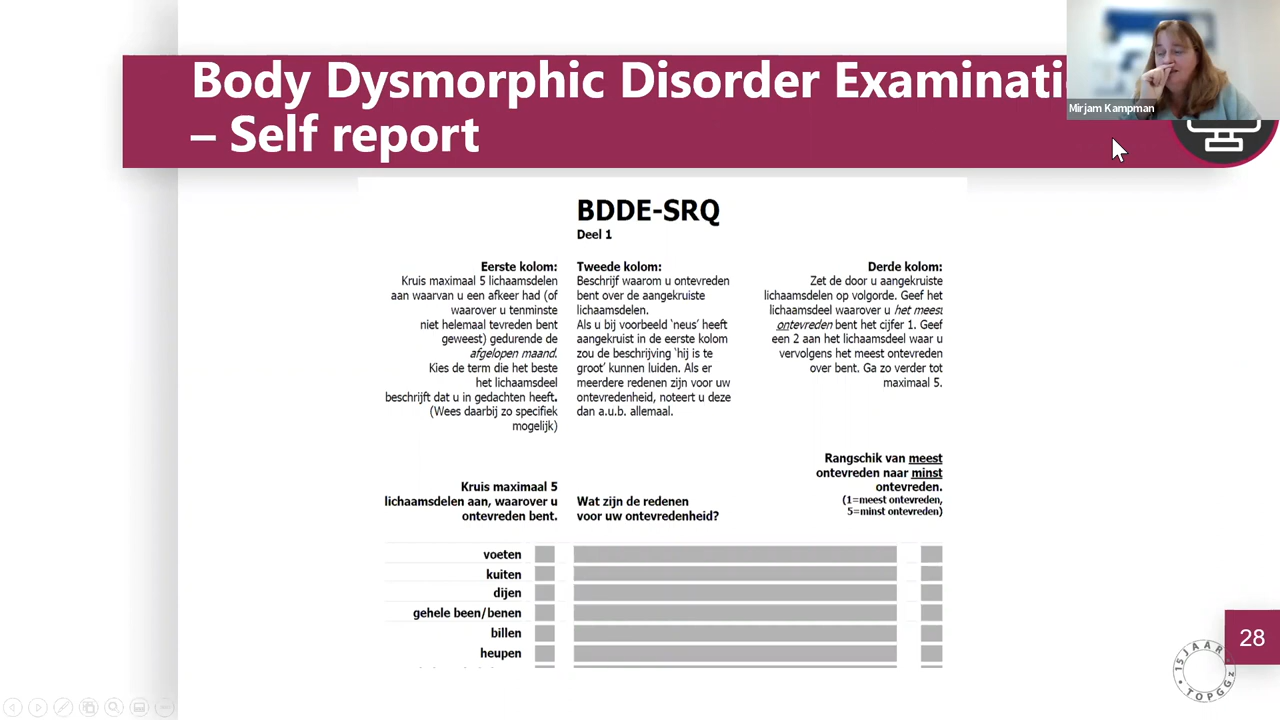 Body Dysmorphic Disorder Examinati
– Self report
Mirjam Kampman
BDDE-SRQ
Deel 1
Eerste kolom:
Kruis maximaal 5 lichaamsdelen
aan waarvan u een afkeer had (of
waarover u tenminste
niet helemaal tevreden bent
geweest) gedurende de
afgelopen maand.
Kies de term die het beste
het lichaamsdeel
beschrijft dat u in gedachten heeft.
(Wees daarbij zo specifiek
mogelijk)
Tweede kolom:
Beschrijf waarom u ontevreden
bent over de aangekruiste
lichaamsdelen.
Als u bij voorbeeld ‘neus’ heeft
aangekruist in de eerste kolom
zou de beschrijving ‘hij is te
groot’ kunnen luiden. Als er
meerdere redenen zijn voor uw
ontevredenheid, noteert u deze
dan a.u.b. allemaal.
Derde kolom:
Zet de door u aangekruiste
lichaamsdelen op volgorde. Geef het
lichaamsdeel waarover u het meest
ontevreden bent het cijfer 1. Geef
een 2 aan het lichaamsdeel waar u
vervolgens het meest ontevreden
over bent. Ga zo verder tot
maximaal 5.
Kruis maximaal 5
lichaamsdelen aan, waarover u
ontevreden bent.
Wat zijn de redenen
voor uw ontevredenheid?
Rangschik van meest
ontevreden naar minst
ontevreden.
(1=meest ontevreden,
5=minst ontevreden)
voeten
kuiten
dijen
gehele been/benen
billen
heupen
28
15 JAAR
TOPGGz